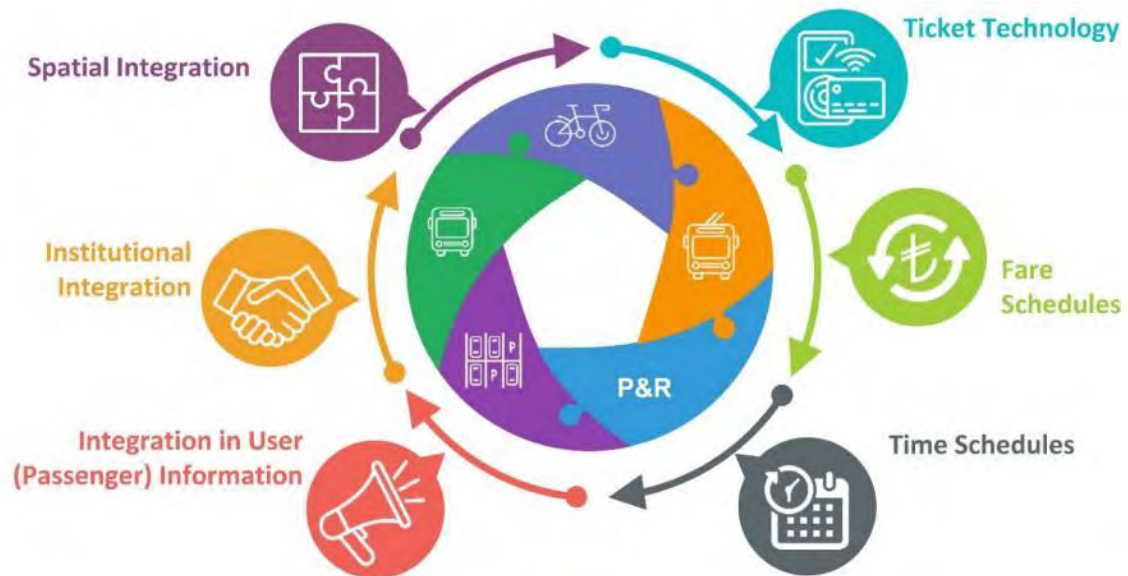 Spatial Integration
Ticket Technology
Institutional
Integration
Fare
Schedules
P P
P&R
Integration in User
(Passenger) Information
Time Schedules